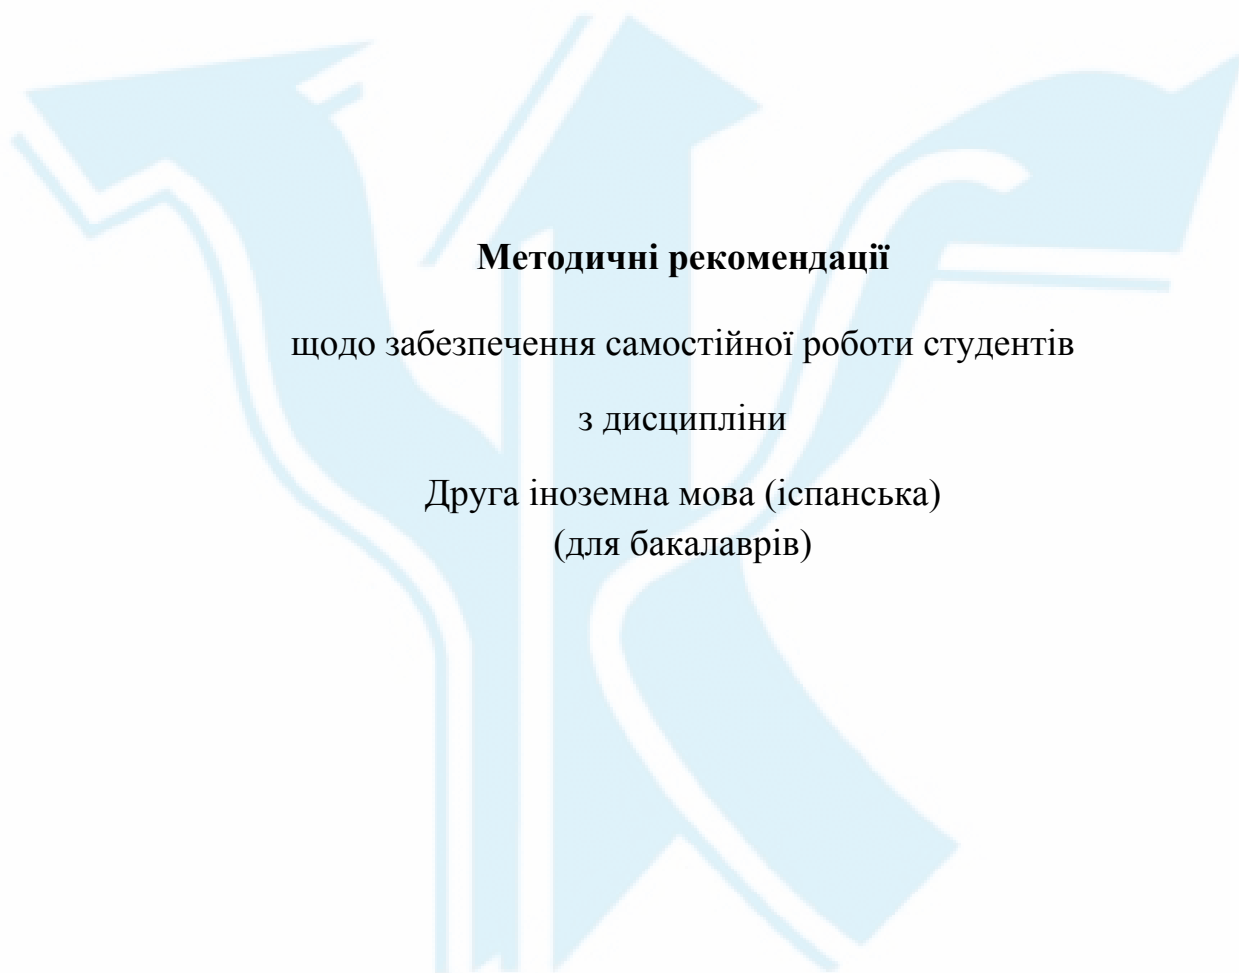 Методичні рекомендації
щодо забезпечення самостійної роботи студентів
з дисципліни
Друга іноземна мова (іспанська)
(для бакалаврів)